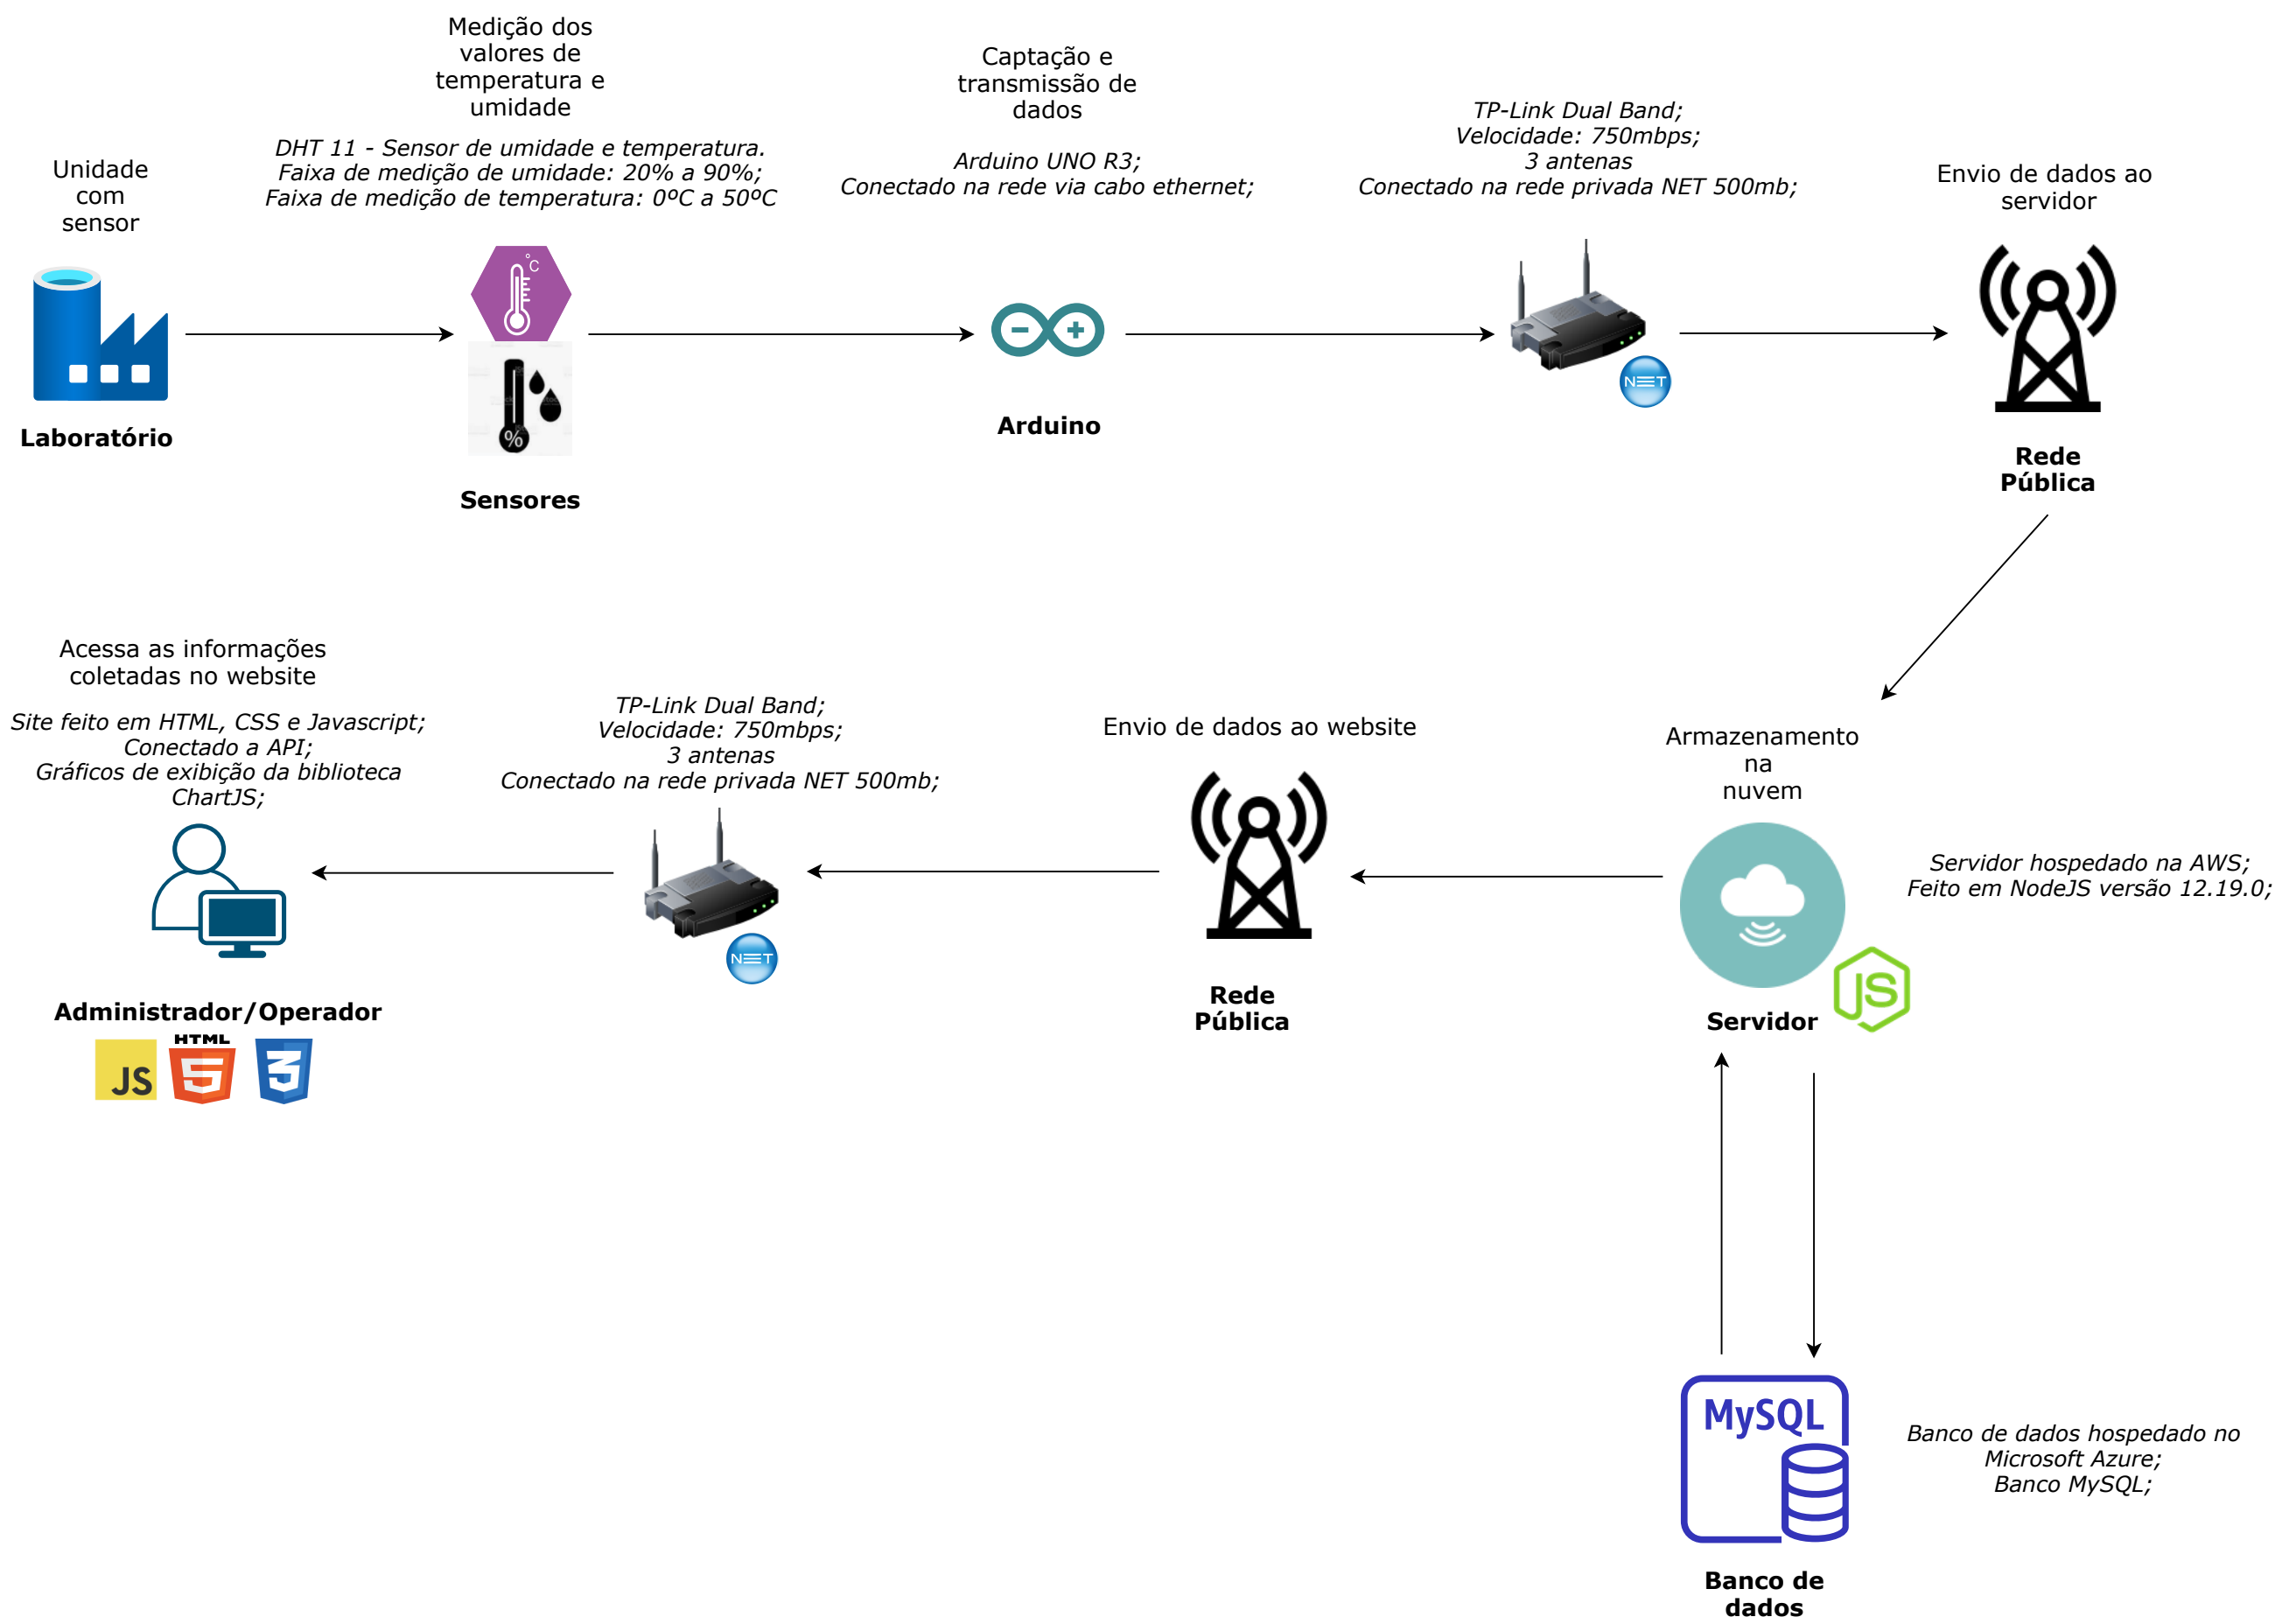 Medição dos
valores de
temperatura e
umidade
DHT 11 - Sensor de umidade e temperatura.
Faixa de medição de umidade: 20% a 90%;
Faixa de medição de temperatura: 0ºC a 50ºC
Captação e
transmissão de
dados
Arduino UNO R3;
Conectado na rede via cabo ethernet;
TP-Link Dual Band;
Velocidade: 750mbps;
3 antenas
Conectado na rede privada NET 500mb;
Unidade
com
sensor
Envio de dados ao
servidor
°C
%
NET
Laboratório
Sensores
Arduino
Rede
Pública
Acessa as informações
coletadas no website
Site feito em HTML, CSS e Javascript;
Conectado a API;
Gráficos de exibição da biblioteca
ChartJS;
TP-Link Dual Band;
Velocidade: 750mbps;
3 antenas
Conectado na rede privada NET 500mb;
Envio de dados ao website
Armazenamento
na
nuvem
Servidor hospedado na AWS;
Feito em NodeJS versão 12.19.0;
NET
JS
Administrador/Operador
Rede
Pública
Servidor
HTML
JS
5
3
MySQL
Banco de dados hospedado no
Microsoft Azure;
Banco MySQL;
Banco de
dados